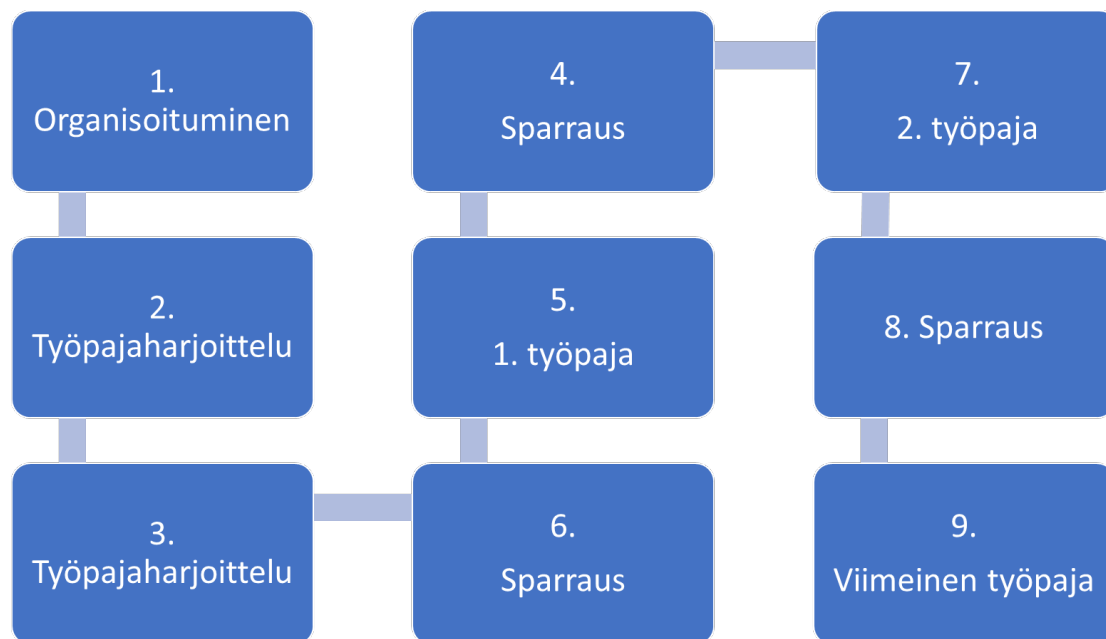 1.
Organisoituminen
2.
Työpajaharjoittelu
3.
Työpajaharjoittelu
4.
Sparraus
5.
1. työpaja
6.
Sparraus
7.
2. työpaja
8. Sparraus
9.
Viimeinen työpaja